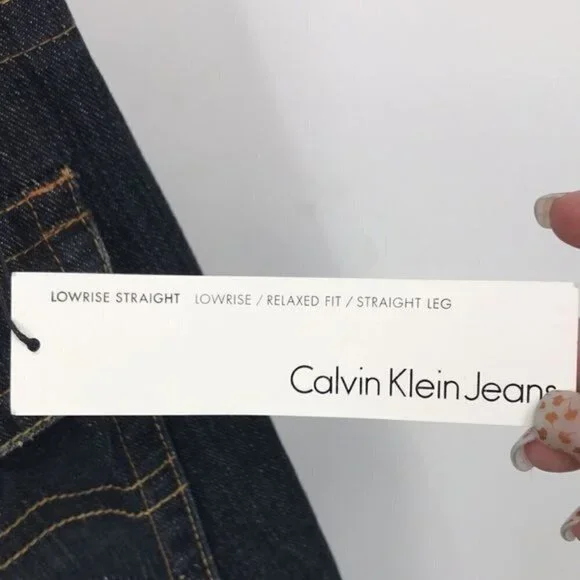 LOWRISE STRAIGHT LOWRISE / RELAXED FIT / STRAIGHT LEG
Calvin Klein Jeans